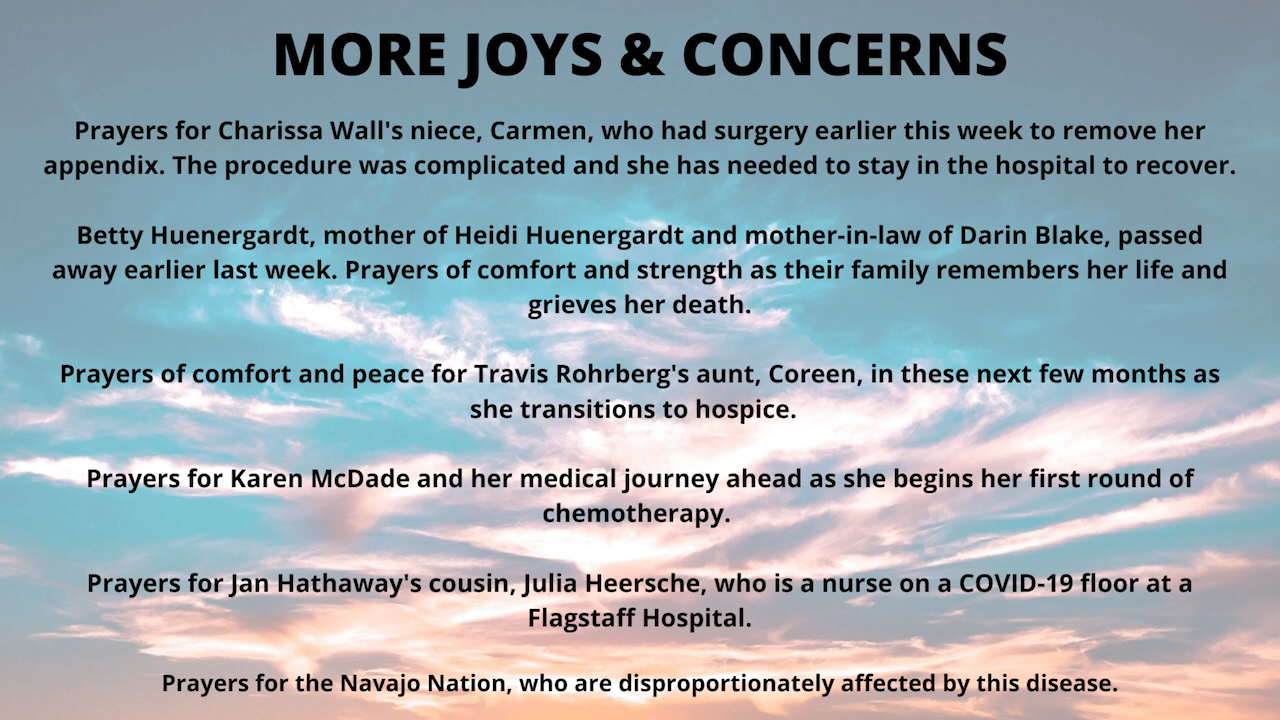 MORE JOYS & CONCERNS
Prayers for Charissa Wall's niece, Carmen, who had surgery earlier this week to remove her
appendix. The procedure was complicated and she has needed to stay in the hospital to recover.
Betty Huenergardt, mother of Heidi Huenergardt and mother-in-law of Darin Blake, passed
away earlier last week. Prayers of comfort and strength as their family remembers her life and
grieves her death.
Prayers of comfort and peace for Travis Rohrberg's aunt, Coreen, in these next few months as
she transitions to hospice.
Prayers for Karen McDade and her medical journey ahead as she begins her first round of
chemotherapy.
Prayers for Jan Hathaway's cousin, Julia Heersche, who is a nurse on a COVID-19 floor at a
Flagstaff Hospital.
Prayers for the Navajo Nation, who are disproportionately affected by this disease.